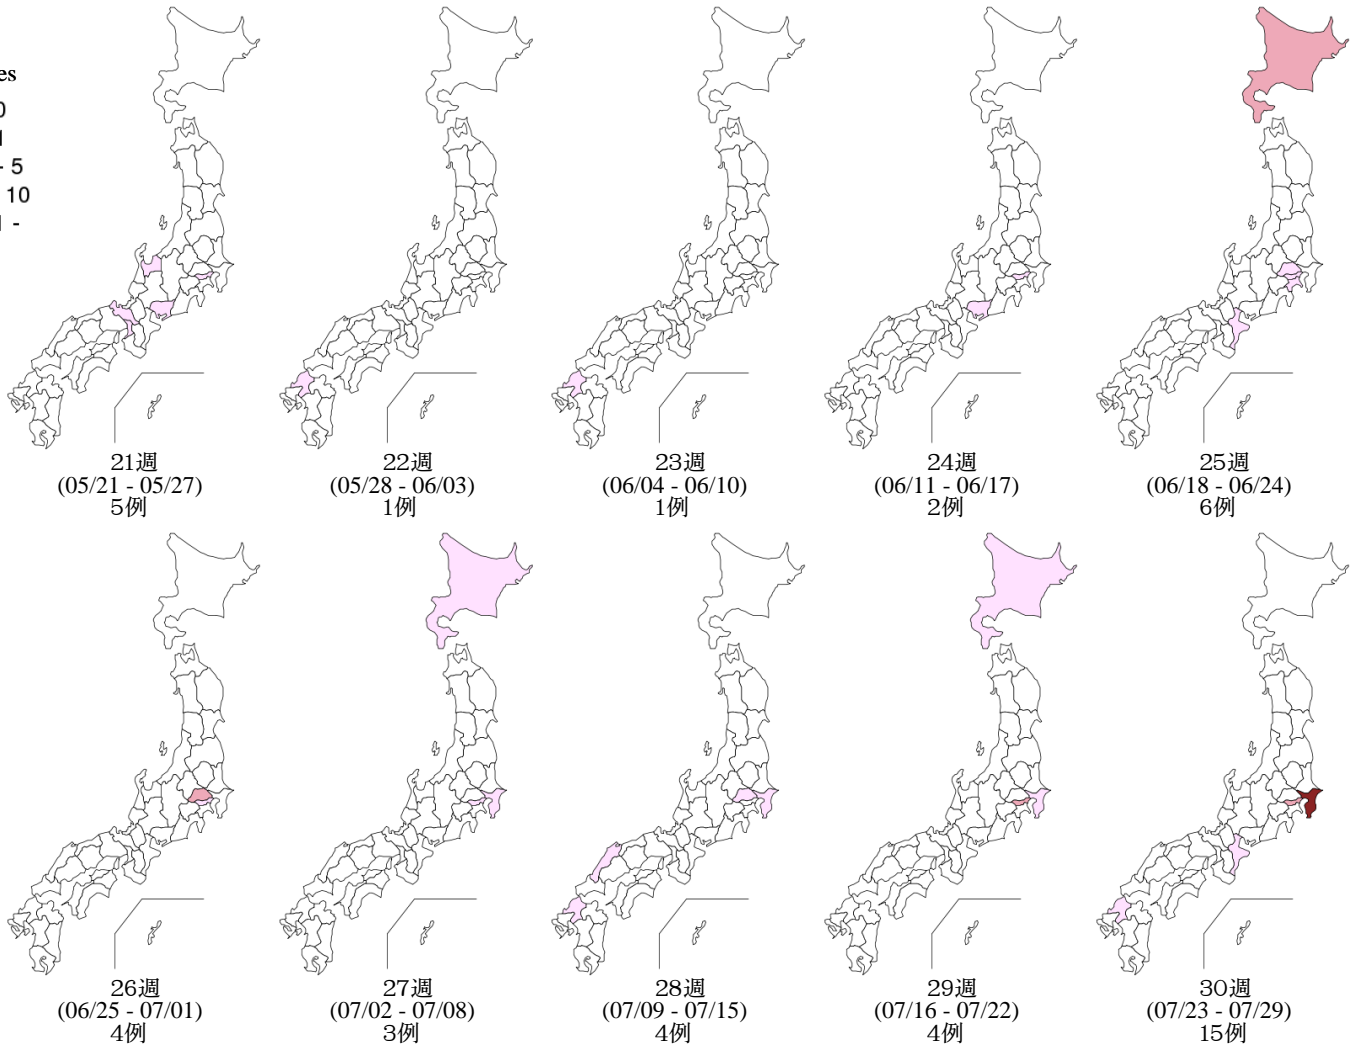 es
0
1
- 5
10
1 -
21週
(05/21 - 05/27)
5例
22週
(05/28 - 06/03)
1例
23週
(06/04 - 06/10)
1例
24週
(06/11 - 06/17)
2例
25週
(06/18 - 06/24)
6例
26週
(06/25 - 07/01)
4例
27週
(07/02 - 07/08)
3例
28週
(07/09 - 07/15)
4例
29週
(07/16 - 07/22)
4例
30週
(07/23 - 07/29)
15例